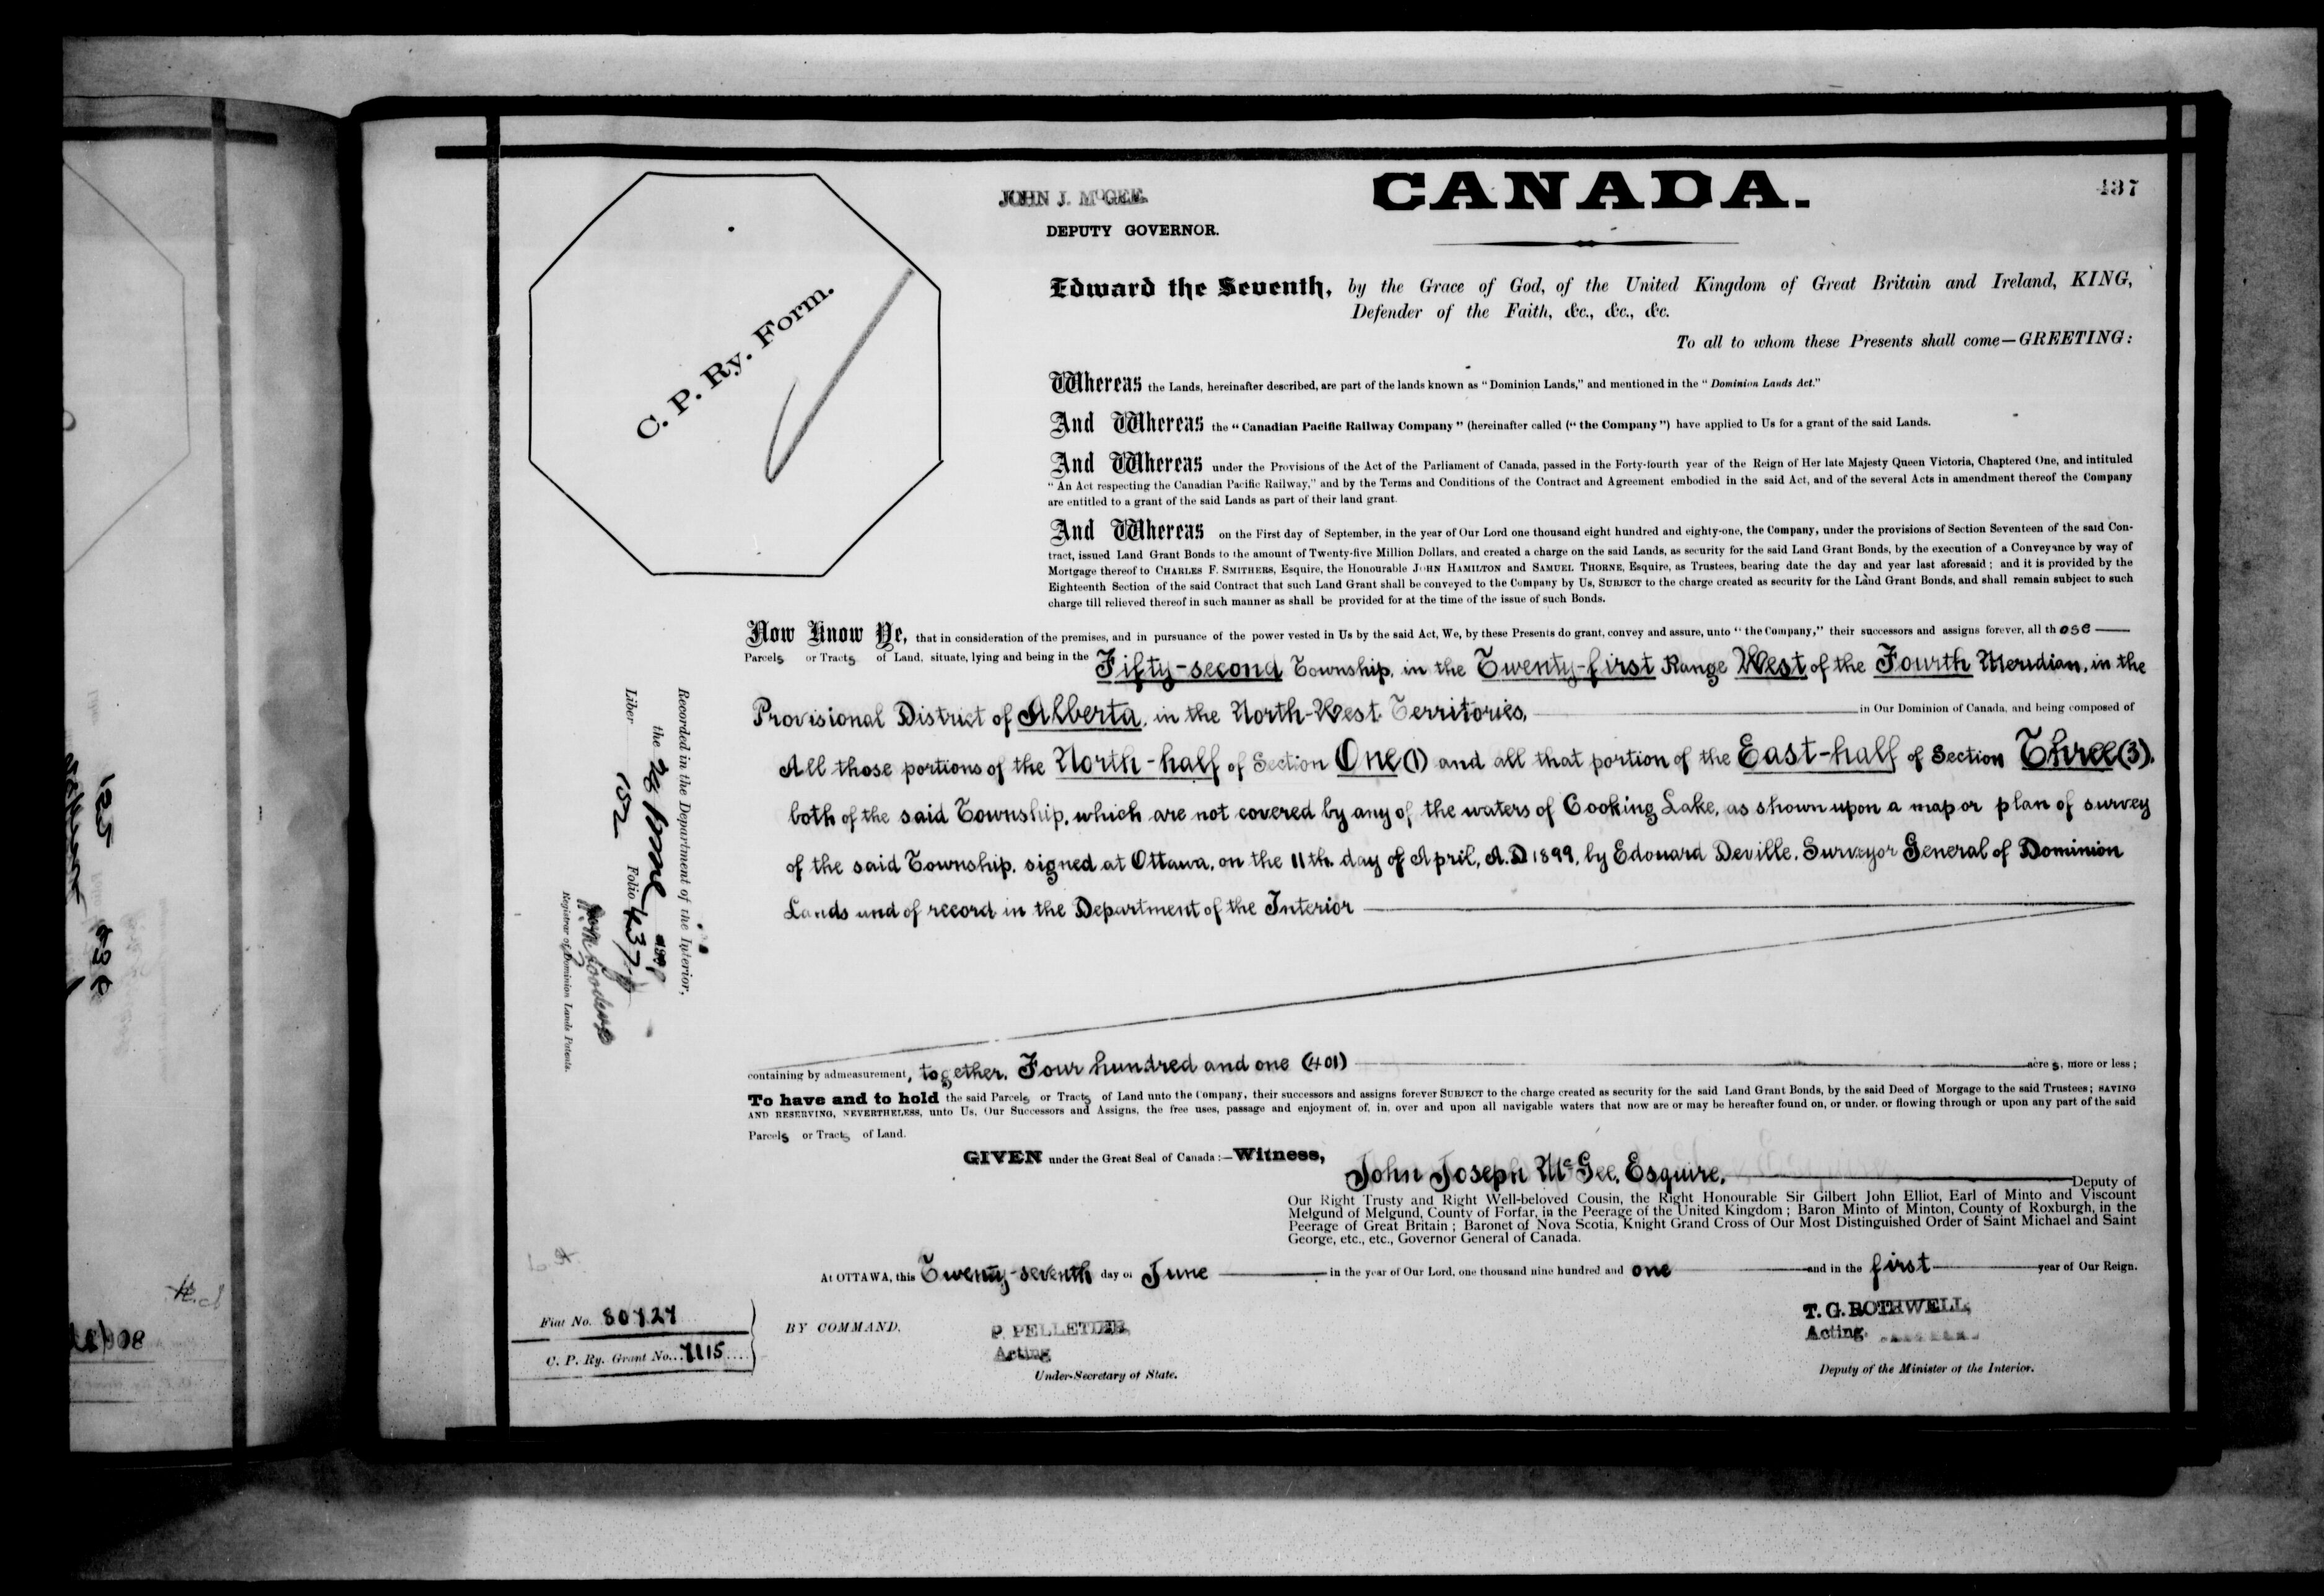 JOHN J. McGEE.
DEPUTY GOVERNOR.
CANADA.
437
C. P. Ry. Form.
Edward the Seventh, by the Grace of God, of the United Kingdom of Great Britain and Ireland, KING,
Defender of the Faith, &c., &c., &c.
To all to whom these Presents shall come—GREETING:
Whereas the Lands, hereinafter described, are part of the lands known as "Dominion Lands," and mentioned in the "Dominion Lands Act."
And Whereas the "Canadian Pacific Railway Company" (hereinafter called ("the Company") have applied to Us for a grant of the said Lands.
And Whereas under the Provisions of the Act of the Parliament of Canada, passed in the Forty-fourth year of the Reign of Her late Majesty Queen Victoria, Chaptered One, and intituled
"An Act respecting the Canadian Pacific Railway," and by the Terms and Conditions of the Contract and Agreement embodied in the said Act, and of the several Acts in amendment thereof the Company
are entitled to a grant of the said Lands as part of their land grant.
And Whereas on the First day of September, in the year of Our Lord one thousand eight hundred and eighty-one, the Company, under the provisions of Section Seventeen of the said Con-
tract, issued Land Grant Bonds to the amount of Twenty-five Million Dollars, and created a charge on the said Lands, as security for the said Land Grant Bonds, by the execution of a Conveyance by way of
Mortgage thereof to CHARLES F. SMITHERS, Esquire, the Honourable JOHN HAMILTON and SAMUEL THORNE, Esquire, as Trustees, bearing date the day and year last aforesaid; and it is provided by the
Eighteenth Section of the said Contract that such Land Grant shall be conveyed to the Company by Us, SUBJECT to the charge created as security for the Land Grant Bonds, and shall remain subject to such
charge till relieved thereof in such manner as shall be provided for at the time of the issue of such Bonds.
Now Know Ye, that in consideration of the premises, and in pursuance of the power vested in Us by the said Act, We, by these Presents do grant, convey and assure, unto "the Company," their successors and assigns forever, all those
Parcels or Tracts of Land, situate, lying and being in the Fifty-second Township, in the Twenty-first Range West of the Fourth Meridian, in the
Provisional District of Alberta, in the North-West Territories, in Our Dominion of Canada, and being composed of
All those portions of the North-half of Section One (1) and all that portion of the East-half of Section Three (3),
both of the said Township, which are not covered by any of the waters of Cooking Lake, as shown upon a map or plan of survey
of the said Township, signed at Ottawa, on the 11th. day of April, A.D 1899, by Edouard Deville, Surveyor General of Dominion
Lands and of record in the Department of the Interior
containing by admeasurement, together, Four hundred and one (401) acres, more or less;
To have and to hold the said Parcels or Tracts of Land unto the Company, their successors and assigns forever SUBJECT to the charge created as security for the said Land Grant Bonds, by the said Deed of Morgage to the said Trustees; SAVING
AND RESERVING, NEVERTHELESS, unto Us, Our Successors and Assigns, the free uses, passage and enjoyment of, in, over and upon all navigable waters that now are or may be hereafter found on, or under, or flowing through or upon any part of the said
Parcels or Tracts of Land.
GIVEN under the Great Seal of Canada:—Witness,
John Joseph McGee, Esquire, Deputy of
Our Right Trusty and Right Well-beloved Cousin, the Right Honourable Sir Gilbert John Elliot, Earl of Minto and Viscount
Melgund of Melgund, County of Forfar, in the Peerage of the United Kingdom; Baron Minto of Minton, County of Roxburgh, in the
Peerage of Great Britain; Baronet of Nova Scotia, Knight Grand Cross of Our Most Distinguished Order of Saint Michael and Saint
George, etc., etc., Governor General of Canada.
At OTTAWA, this Twenty-seventh day of June in the year of Our Lord, one thousand nine hundred and one and in the first year of Our Reign.
BY COMMAND,
P. PELLETIER,
Acting
Under-Secretary of State.
T. G. ROTHWELL,
Acting
Deputy of the Minister of the Interior.
Fiat No. 80727
C. P. Ry. Grant No. 7115
Recorded in the Department of the Interior,
the
Liber 152 Folio 437
Registrar of Dominion Lands Patents.